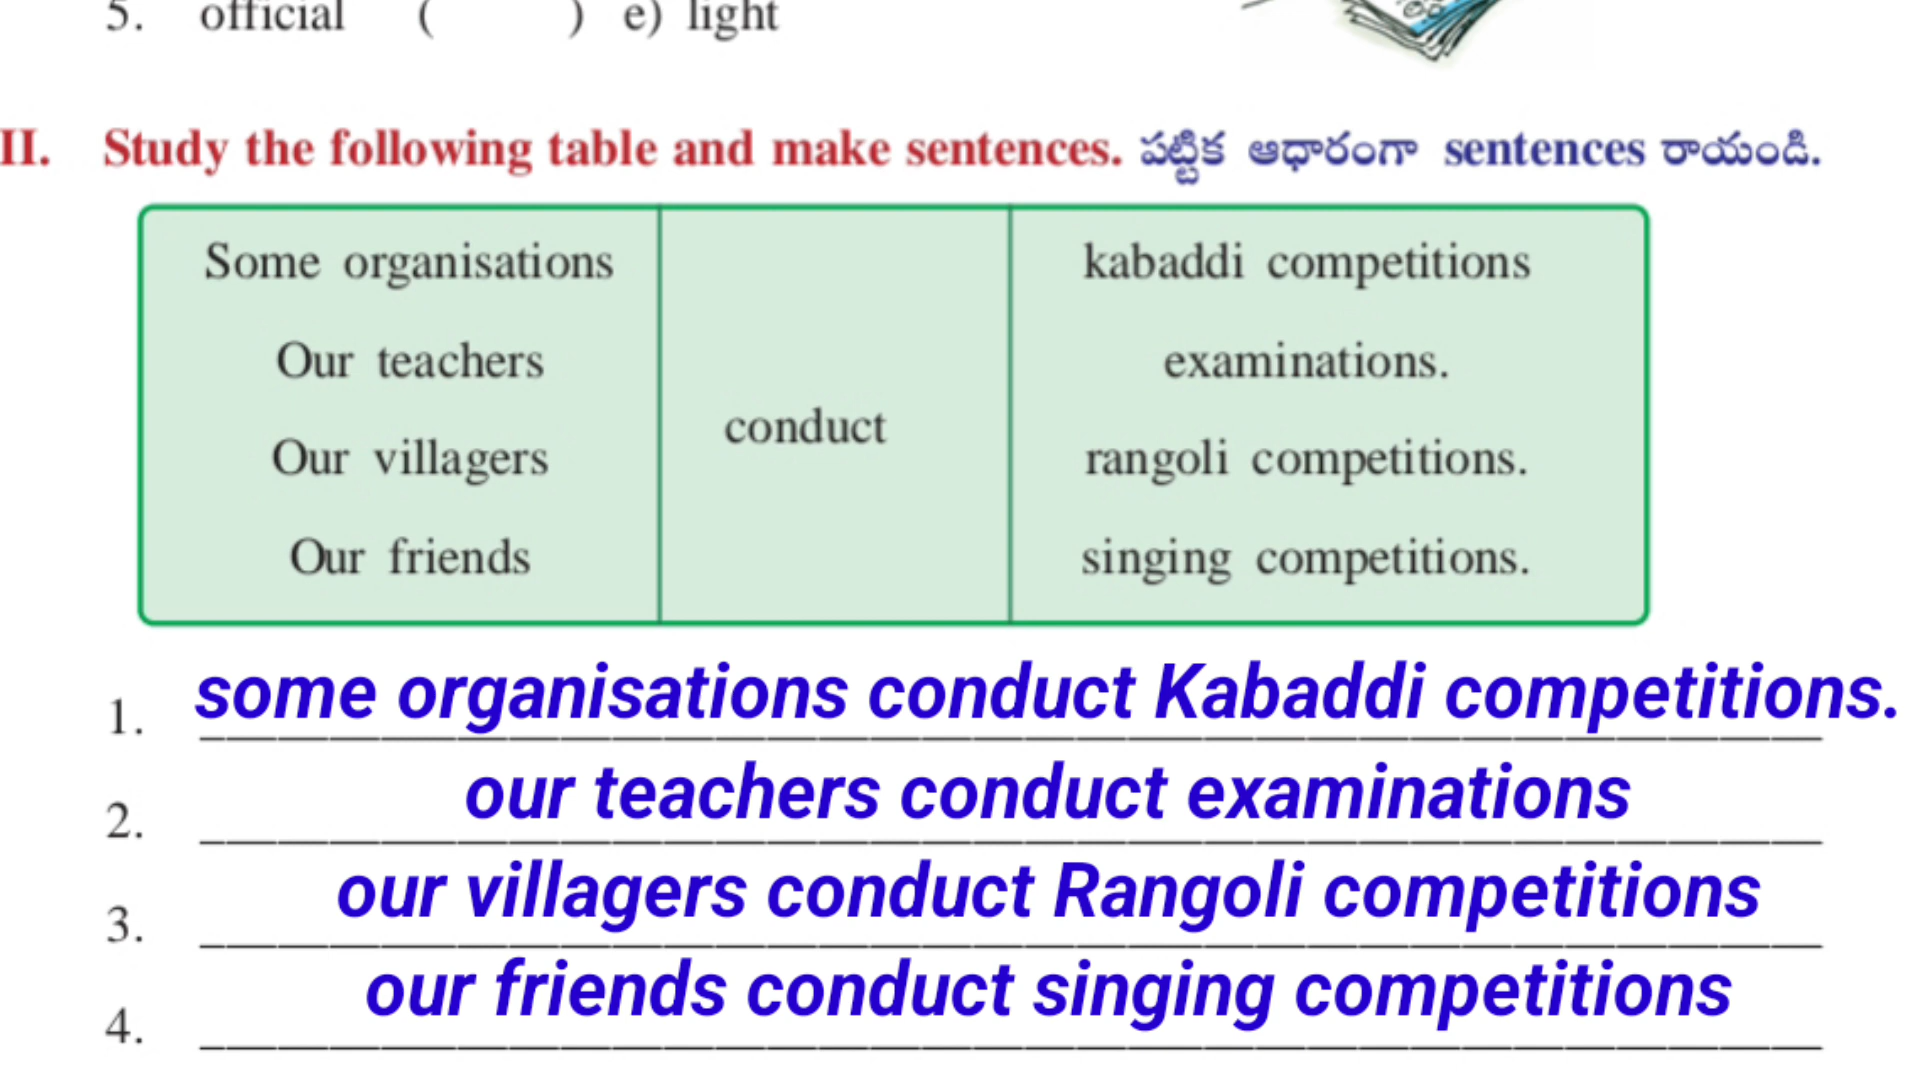 5. official ( ) e) light
II. Study the following table and make sentences. పట్టిక ఆధారంగా sentences రాయండి.
Some organisations
Our teachers
Our villagers
Our friends
conduct
kabaddi competitions
examinations.
rangoli competitions.
singing competitions.
1. some organisations conduct Kabaddi competitions.
2. our teachers conduct examinations
3. our villagers conduct Rangoli competitions
4. our friends conduct singing competitions